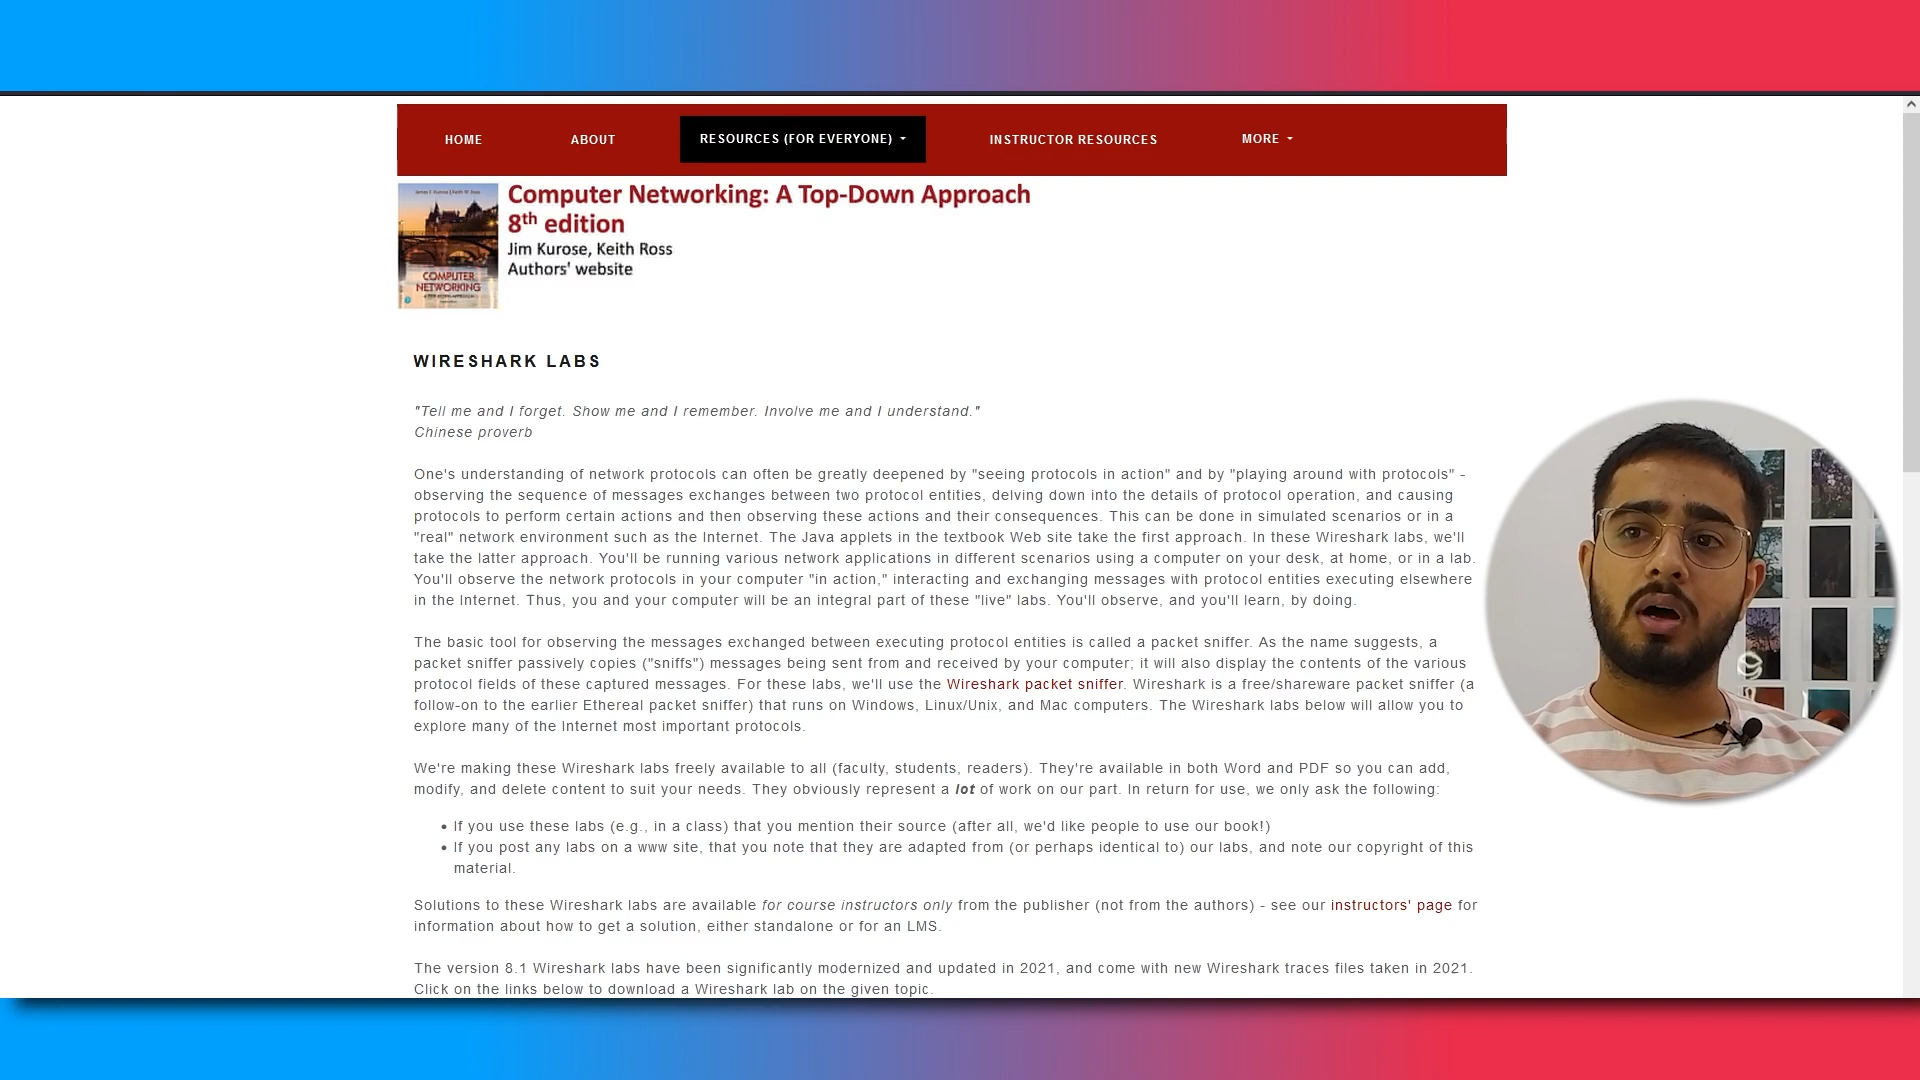 HOME ABOUT RESOURCES (FOR EVERYONE) INSTRUCTOR RESOURCES MORE
Computer Networking: A Top-Down Approach
8th edition
Jim Kurose, Keith Ross
Authors' website
COMPUTER
NETWORKING
WIRESHARK LABS
"Tell me and I forget. Show me and I remember. Involve me and I understand."
Chinese proverb
One's understanding of network protocols can often be greatly deepened by "seeing protocols in action" and by "playing around with protocols" -
observing the sequence of messages exchanges between two protocol entities, delving down into the details of protocol operation, and causing
protocols to perform certain actions and then observing these actions and their consequences. This can be done in simulated scenarios or in a
"real" network environment such as the Internet. The Java applets in the textbook Web site take the first approach. In these Wireshark labs, we'll
take the latter approach. You'll be running various network applications in different scenarios using a computer on your desk, at home, or in a lab.
You'll observe the network protocols in your computer "in action," interacting and exchanging messages with protocol entities executing elsewhere
in the Internet. Thus, you and your computer will be an integral part of these "live" labs. You'll observe, and you'll learn, by doing.
The basic tool for observing the messages exchanged between executing protocol entities is called a packet sniffer. As the name suggests, a
packet sniffer passively copies ("sniffs") messages being sent from and received by your computer; it will also display the contents of the various
protocol fields of these captured messages. For these labs, we'll use the Wireshark packet sniffer. Wireshark is a free/shareware packet sniffer (a
follow-on to the earlier Ethereal packet sniffer) that runs on Windows, Linux/Unix, and Mac computers. The Wireshark labs below will allow you to
explore many of the Internet most important protocols.
We're making these Wireshark labs freely available to all (faculty, students, readers). They're available in both Word and PDF so you can add,
modify, and delete content to suit your needs. They obviously represent a lot of work on our part. In return for use, we only ask the following:
• If you use these labs (e.g., in a class) that you mention their source (after all, we'd like people to use our book!)
• If you post any labs on a www site, that you note that they are adapted from (or perhaps identical to) our labs, and note our copyright of this
material.
Solutions to these Wireshark labs are available for course instructors only from the publisher (not from the authors) - see our instructors' page for
information about how to get a solution, either standalone or for an LMS.
The version 8.1 Wireshark labs have been significantly modernized and updated in 2021, and come with new Wireshark traces files taken in 2021.
Click on the links below to download a Wireshark lab on the given topic.